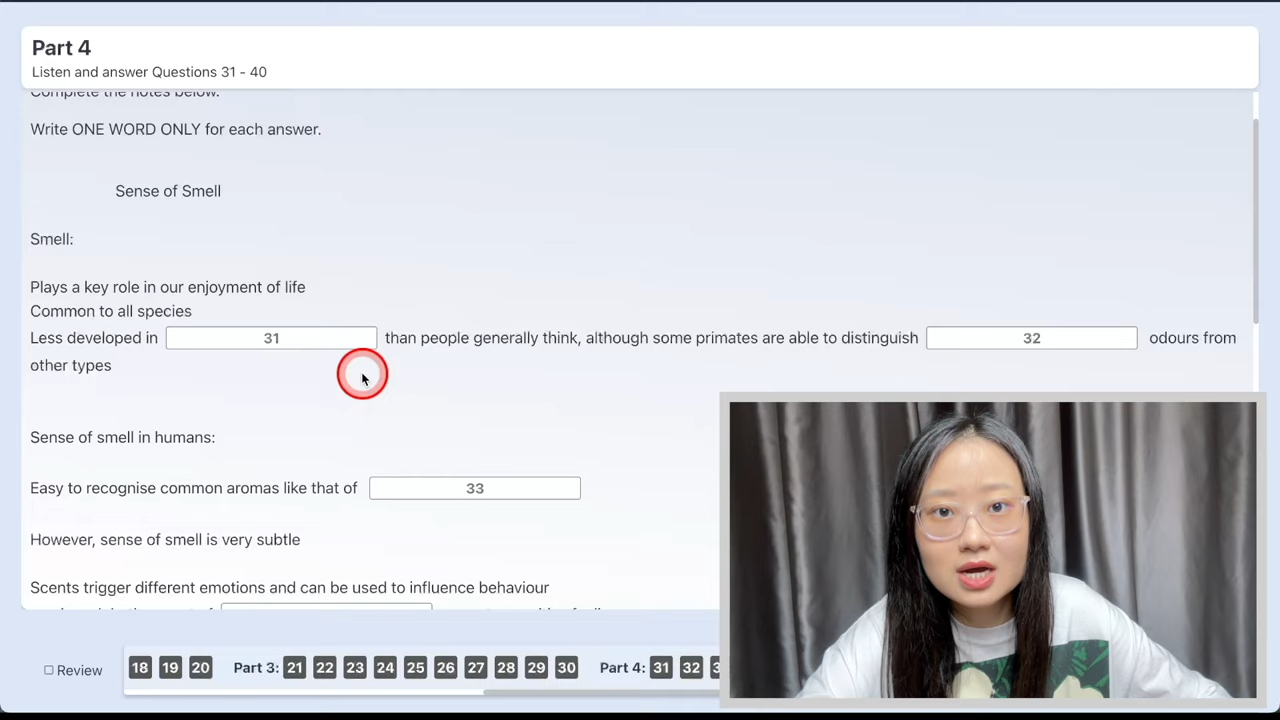 Part 4
Listen and answer Questions 31 - 40
Complete the notes below.
Write ONE WORD ONLY for each answer.
Sense of Smell
Smell:
Plays a key role in our enjoyment of life
Common to all species
Less developed in 31 than people generally think, although some primates are able to distinguish 32 odours from
other types
Sense of smell in humans:
Easy to recognise common aromas like that of 33
However, sense of smell is very subtle
Scents trigger different emotions and can be used to influence behaviour
Review 18 19 20 Part 3: 21 22 23 24 25 26 27 28 29 30 Part 4: 31 32